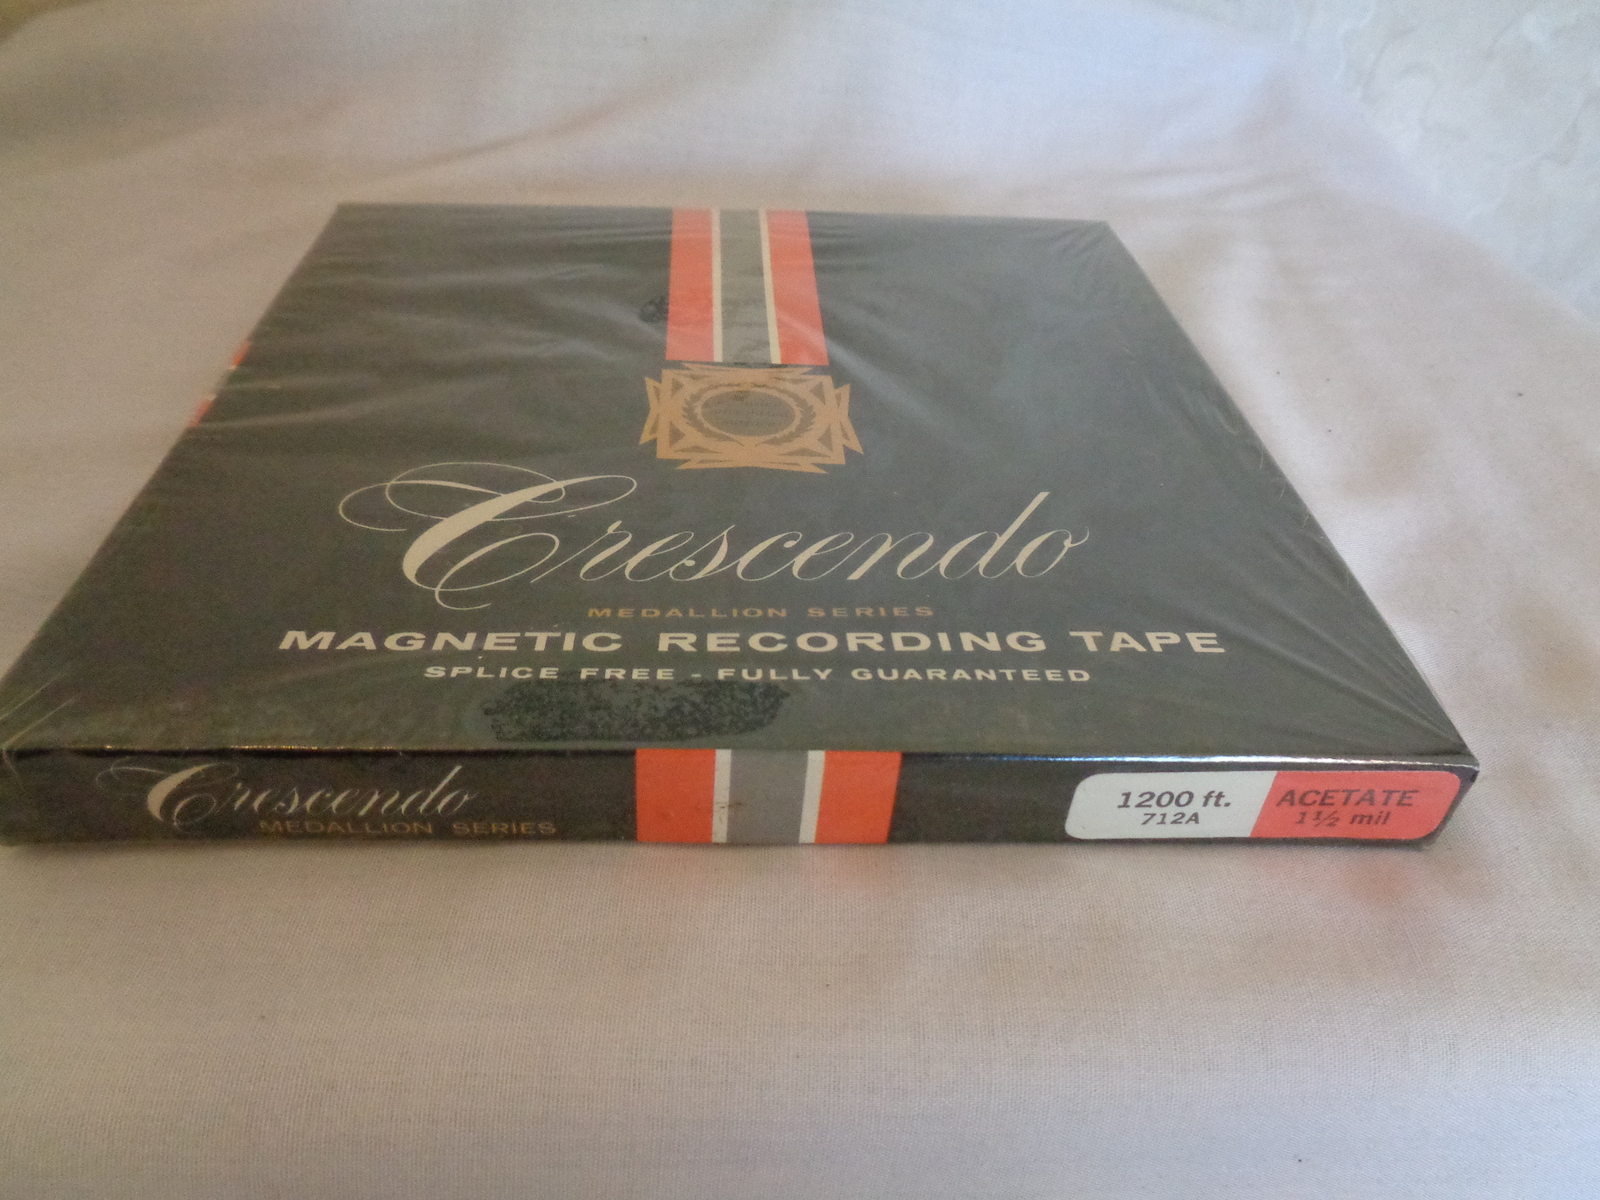 Crescendo
MEDALLION SERIES
MAGNETIC RECORDING TAPE
SPLICE FREE - FULLY GUARANTEED
Crescendo
MEDALLION SERIES
1200 ft.
712A
ACETATE
1½ mil